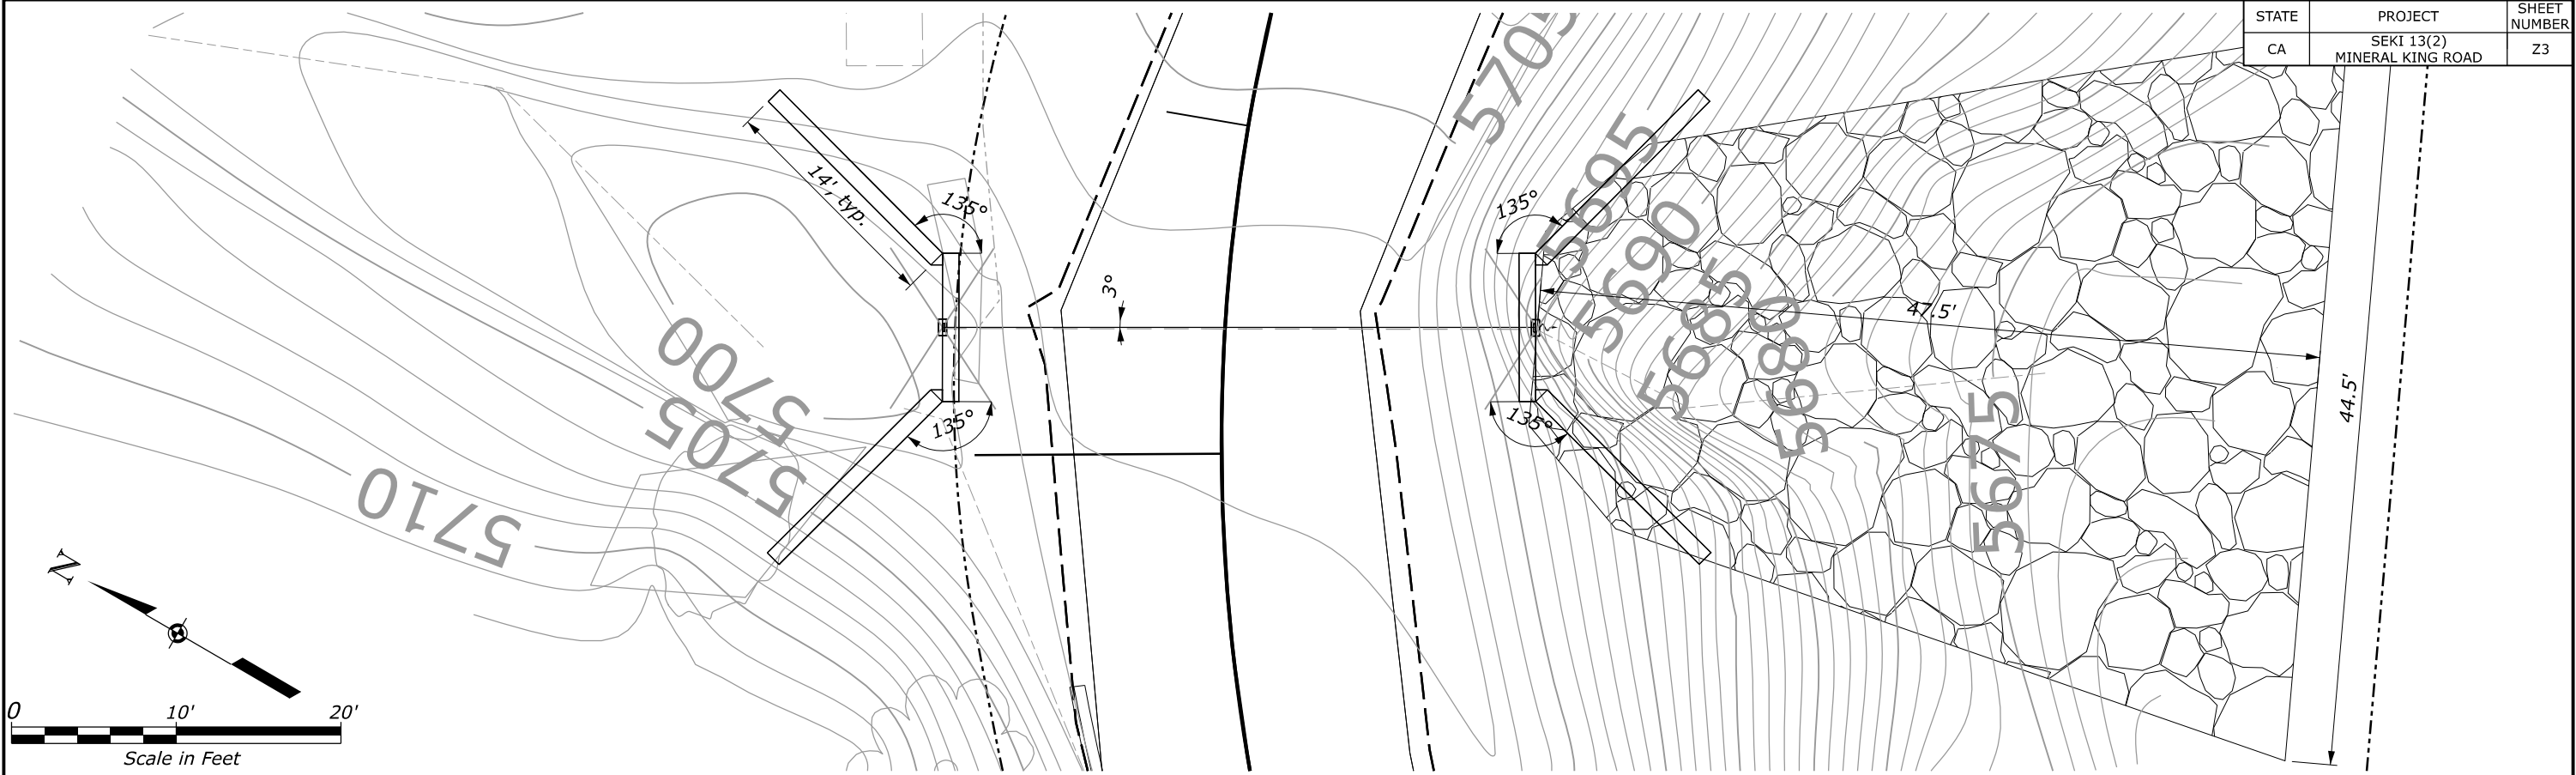 STATE
PROJECT
SHEET
NUMBER
CA
SEKI 13(2)
MINERAL KING ROAD
Z3
5705
14', typ.
135°
135°
5695
5690
5685
5680
3°
47.5'
5700
5705
5710
135°
135°
5675
44.5'
N
0 10' 20'
Scale in Feet